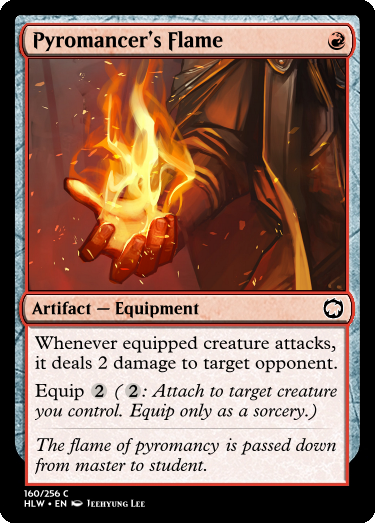 Pyromancer's Flame
Artifact — Equipment
Whenever equipped creature attacks,
it deals 2 damage to target opponent.
Equip 2 (2: Attach to target creature
you control. Equip only as a sorcery.)
The flame of pyromancy is passed down
from master to student.
160/256 C
HLW • EN Jeehyung Lee